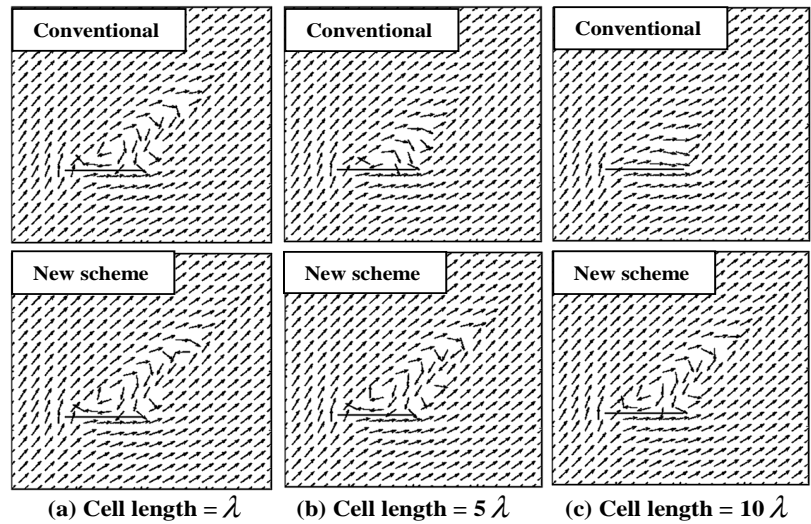 Conventional
Conventional
Conventional
New scheme
New scheme
New scheme
(a) Cell length = λ
(b) Cell length = 5 λ
(c) Cell length = 10 λ